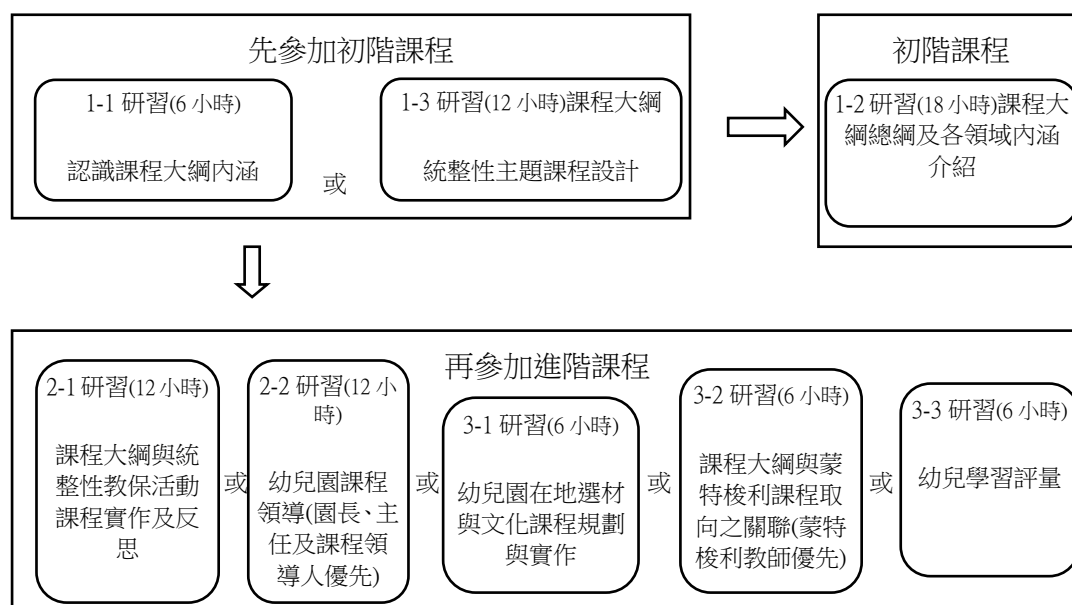 先參加初階課程
1-1 研習(6 小時)
認識課程大綱內涵
或
1-3 研習(12 小時)課程大綱
統整性主題課程設計
初階課程
1-2 研習(18 小時)課程大
綱總綱及各領域內涵
介紹
再參加進階課程
2-1 研習(12 小時)
課程大綱與統
整性教保活動
課程實作及反
思
或
2-2 研習(12 小
時)
幼兒園課程
領導(園長、主
任及課程領
導人優先)
或
3-1 研習(6 小時)
幼兒園在地選材
與文化課程規劃
與實作
或
3-2 研習(6 小時)
課程大綱與蒙
特梭利課程取
向之關聯(蒙特
梭利教師優先)
或
3-3 研習(6 小時)
幼兒學習評量